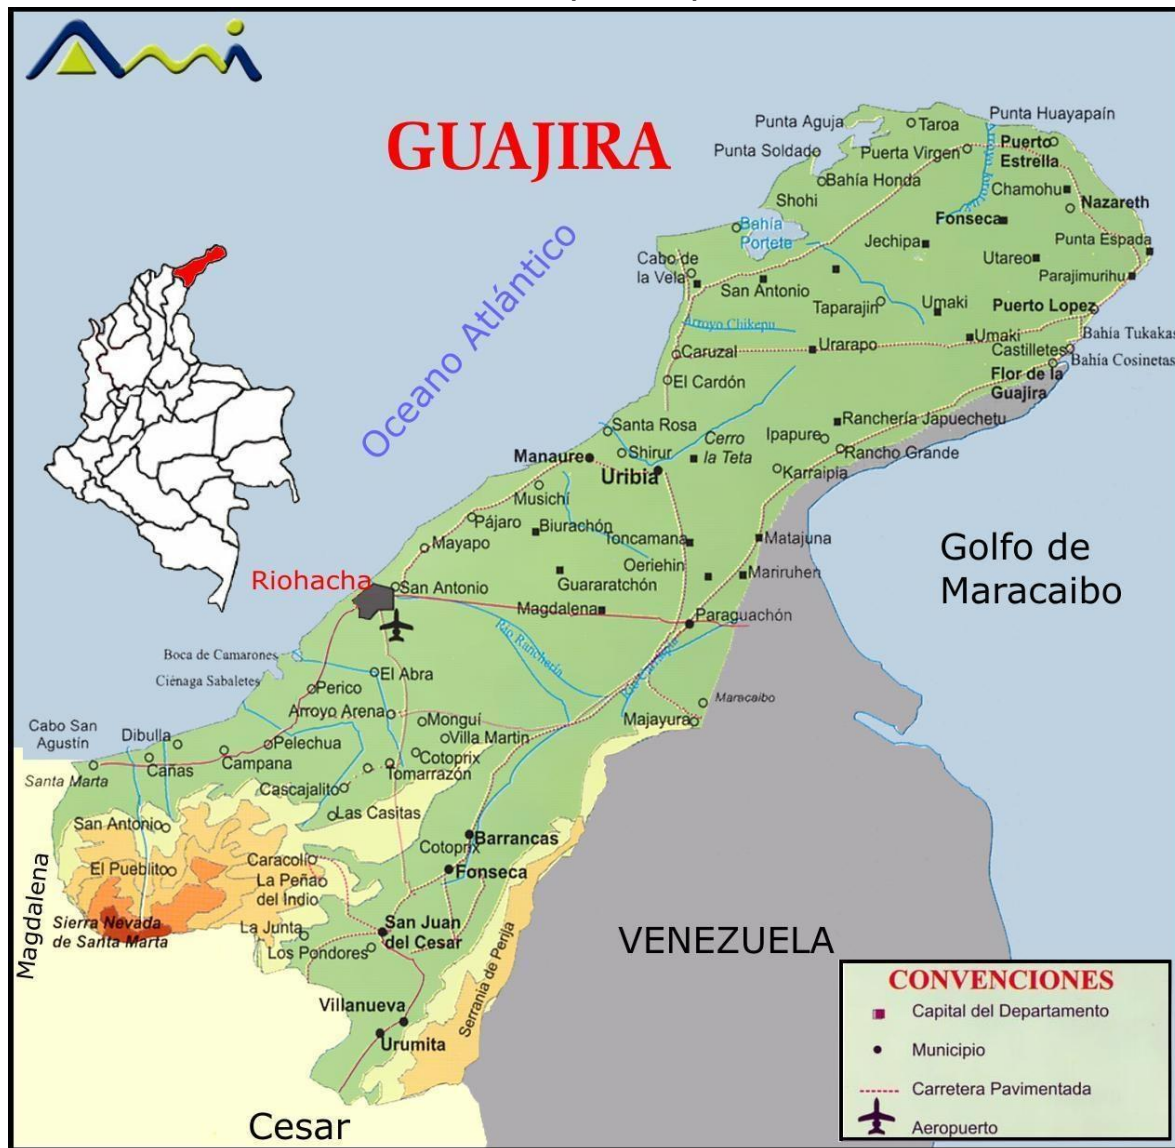 Ami
GUAJIRA
Oceano Atlántico
Punta Aguja
Taroa
Punta Huayapaín
Punta Soldado
Puerta Virgen
Puerto
Estrella
Bahía Honda
Chamohu
Shohi
Nazareth
Bahía
Portete
Fonseca
Jechipa
Utareo
Punta Espada
Cabo de
la Vela
San Antonio
Parajimurihu
Taparajin
Umaki
Puerto Lopez
Arroyo Chikepu
Umaki
Bahía Tukakas
Caruzal
Urarapo
Castilletes
Bahía Cosinetas
El Cardón
Flor de la
Guajira
Santa Rosa
Ranchería Japuechetu
Shirur
Cerro
la Teta
Ipapure
Rancho Grande
Manaure
Uribia
Karraipia
Musichí
Pájaro
Biurachón
Toncamana
Matajuna
Mayapo
Oeriehin
Golfo de
Maracaibo
Riohacha
San Antonio
Guararatchón
Mariruhen
Magdalena
Paraguachón
Río Ranchería
Boca de Camarones
Ciénaga Sabaletes
El Abra
Perico
Maracaibo
Arroyo Arena
Monguí
Majayura
Cabo San
Agustín
Dibulla
Villa Martin
Pelechua
Cotoprix
Cañas
Campana
Tomarrazón
Santa Marta
Cascajalito
Las Casitas
San Antonio
Barrancas
Caracolí
Cotoprix
El Pueblito
La Peña
del Indio
Fonseca
Magdalena
Sierra Nevada
de Santa Marta
La Junta
San Juan
del Cesar
Los Pondores
Serrania de Perija
VENEZUELA
Villanueva
Urumita
Cesar
CONVENCIONES
Capital del Departamento
Municipio
Carretera Pavimentada
Aeropuerto